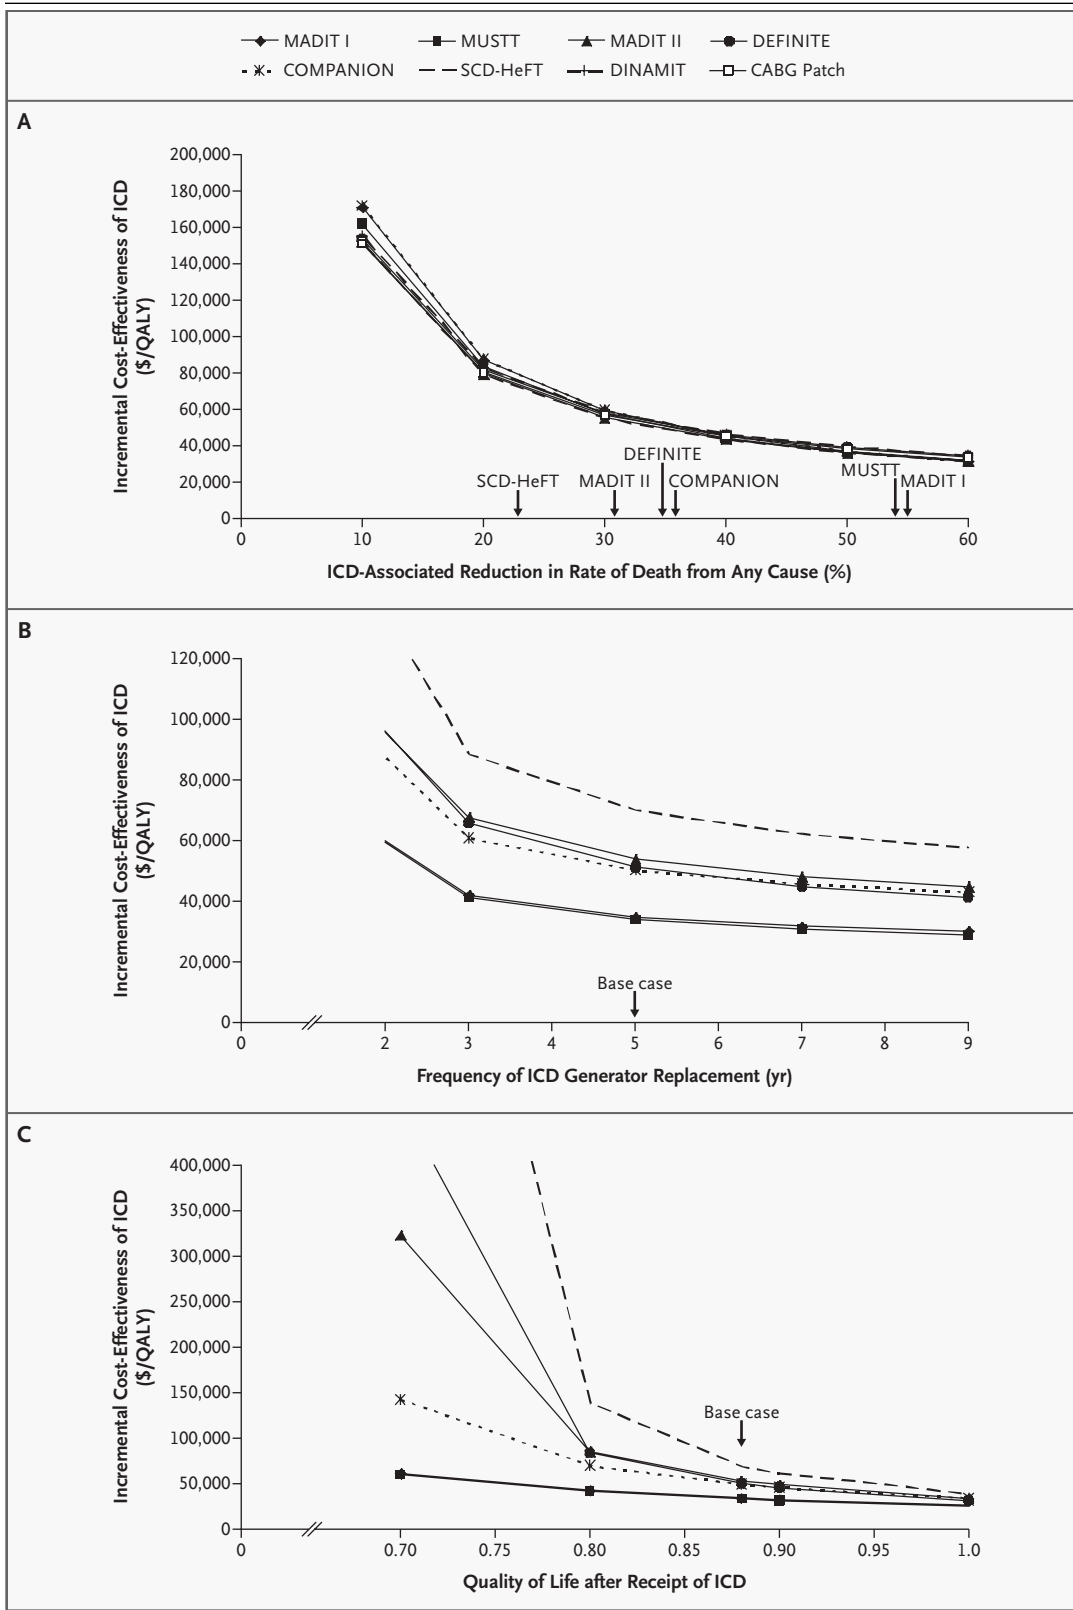 MADIT I MUSTT MADIT II DEFINITE
COMPANION SCD-HeFT DINAMIT CABG Patch
A
Incremental Cost-Effectiveness of ICD
($/QALY)
200,000
180,000
160,000
140,000
120,000
100,000
80,000
60,000
40,000
20,000
0
DEFINITE
SCD-HeFT MADIT II COMPANION MUSTT MADIT I
0 10 20 30 40 50 60
ICD-Associated Reduction in Rate of Death from Any Cause (%)
B
Incremental Cost-Effectiveness of ICD
($/QALY)
120,000
100,000
80,000
60,000
40,000
20,000
0
Base case
0 2 3 4 5 6 7 8 9
Frequency of ICD Generator Replacement (yr)
C
Incremental Cost-Effectiveness of ICD
($/QALY)
400,000
350,000
300,000
250,000
200,000
150,000
100,000
50,000
0
Base case
0 0.70 0.75 0.80 0.85 0.90 0.95 1.0
Quality of Life after Receipt of ICD